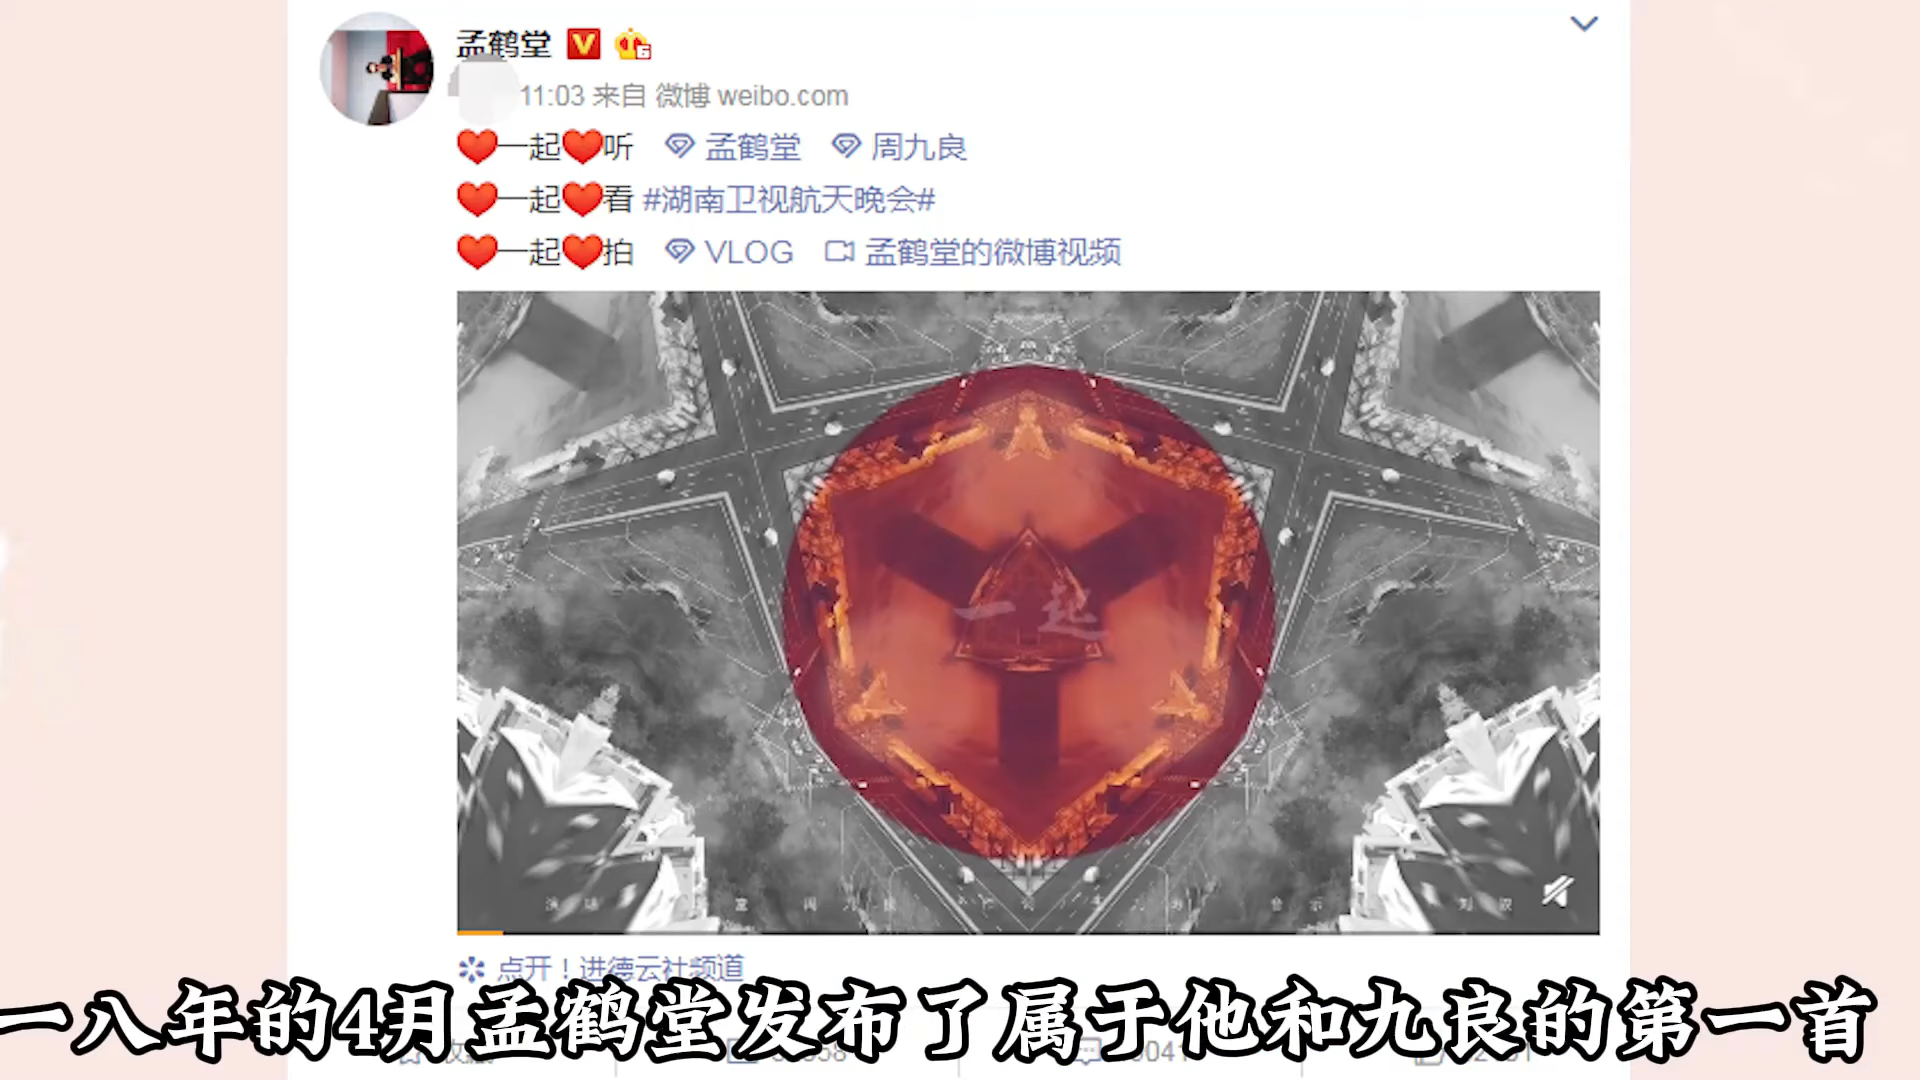 孟鹤堂
11:03 来自 微博 weibo.com
❤一起❤听 孟鹤堂 周九良
❤一起❤看 #湖南卫视航天晚会#
❤一起❤拍 VLOG 孟鹤堂的微博视频
一起
点开！进德云社频道
一八年的4月孟鹤堂发布了属于他和九良的第一首